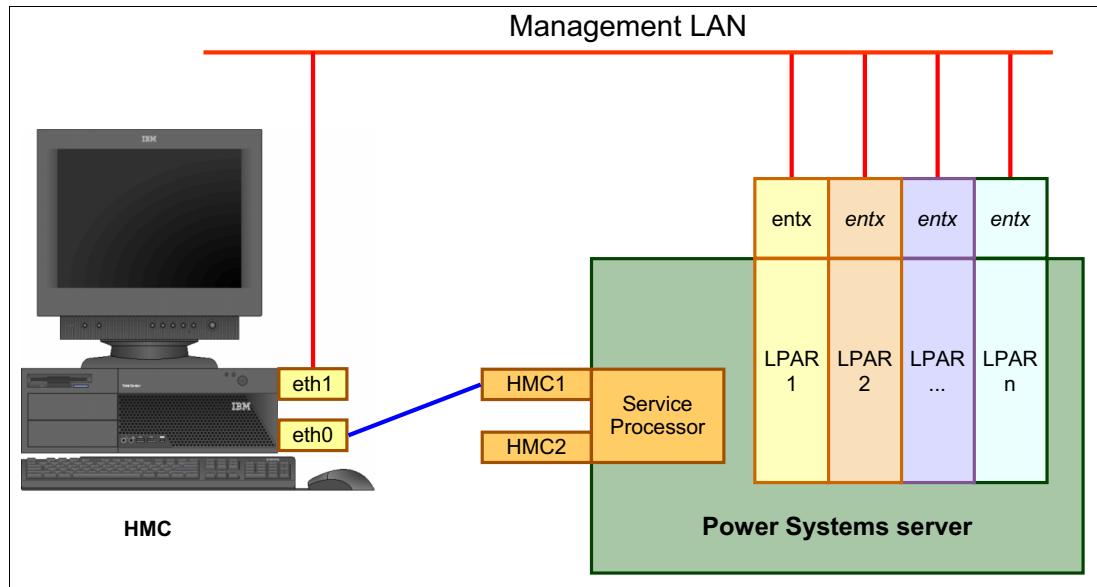 Management LAN
IBM
entx
entx
entx
entx
eth1
IBM
eth0
HMC1
HMC2
Service
Processor
LPAR
1
LPAR
2
LPAR
...
LPAR
n
HMC
Power Systems server